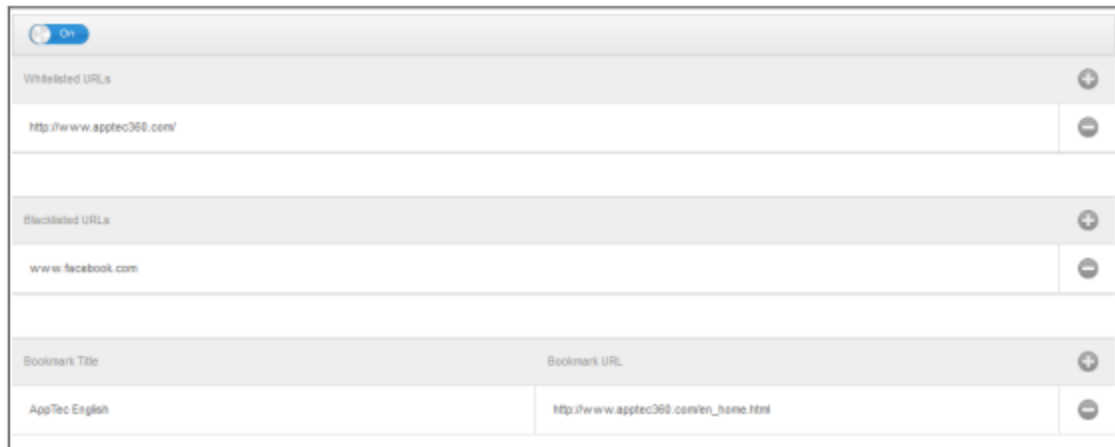 On
Whitelisted URLs
http://www.apptec360.com/
Blacklisted URLs
www.facebook.com
Bookmark Title Bookmark URL
AppTec English http://www.apptec360.com/en_home.html